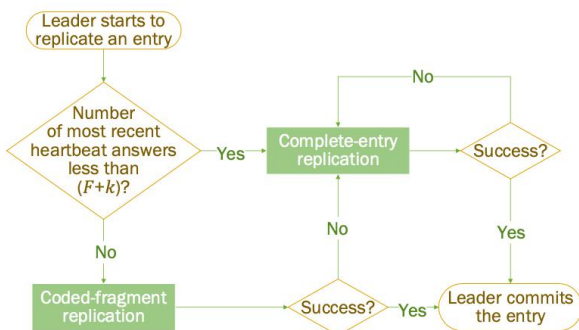 Leader starts to
replicate an entry
No
Number
of most recent
heartbeat answers
less than
(F+k)?
Yes
Complete-entry
replication
Success?
No
No
Yes
Coded-fragment
replication
Success?
Yes
Leader commits
the entry